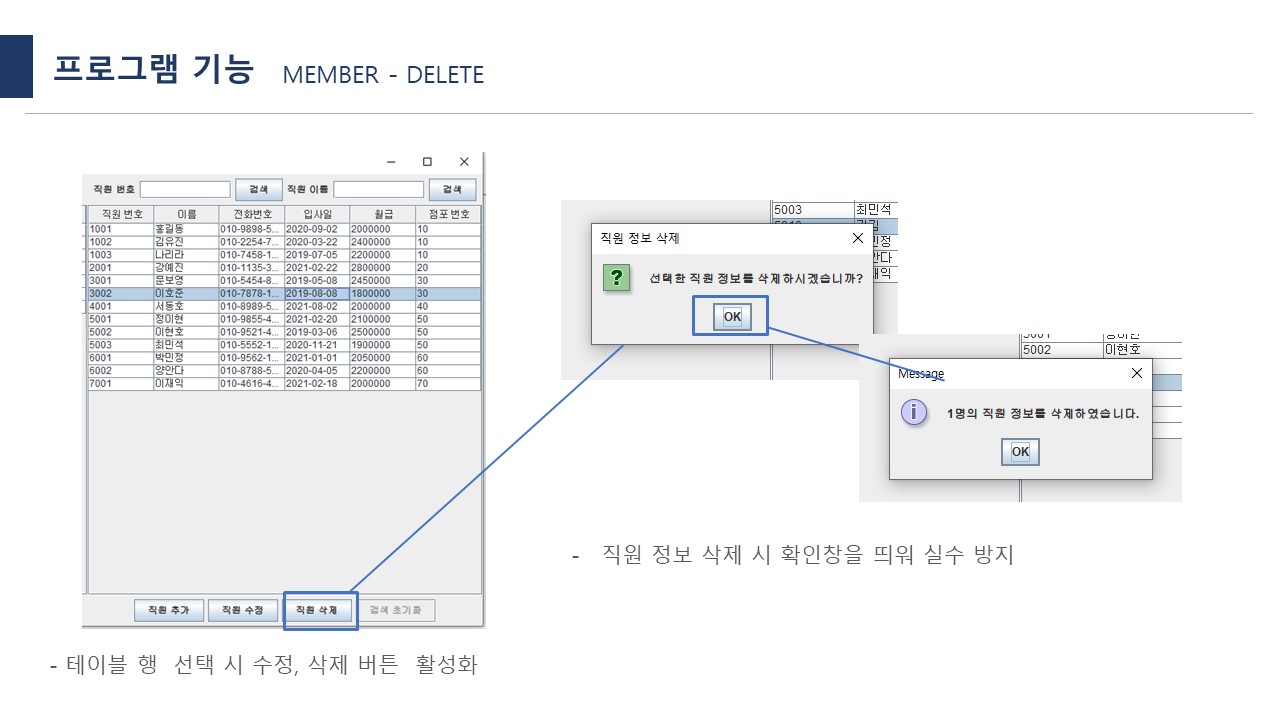 프로그램 기능 MEMBER - DELETE
직원 번호 검색 직원 이름 검색
직원 번호 이름 전화번호 입사일 월급 점포 번호
1001 홍길동 010-9898-5... 2020-09-02 2000000 10
1002 김유진 010-2254-7... 2020-03-22 2400000 10
1003 나리라 010-7458-1... 2019-07-05 2200000 10
2001 강예진 010-1135-3... 2021-02-22 2800000 20
3001 문보영 010-5454-8... 2019-05-08 2450000 30
3002 이호준 010-7878-1... 2019-08-08 1800000 30
4001 서동호 010-8989-5... 2021-08-02 2000000 40
5001 정이현 010-9855-4... 2021-02-20 2100000 50
5002 이현호 010-9521-4... 2019-03-06 2500000 50
5003 최민석 010-5552-1... 2020-11-21 1900000 50
6001 박민정 010-9562-1... 2021-01-01 2050000 60
6002 양안다 010-8788-5... 2020-04-05 2200000 60
7001 이재익 010-4616-4... 2021-02-18 2000000 70
직원 추가 직원 수정 직원 삭제 검색 초기화
- 테이블 행 선택 시 수정, 삭제 버튼 활성화
5003 최민석
민정
안다
재익
직원 정보 삭제
선택한 직원 정보를 삭제하시겠습니까?
OK
5002 이현호
Message
1명의 직원 정보를 삭제하였습니다.
OK
- 직원 정보 삭제 시 확인창을 띄워 실수 방지